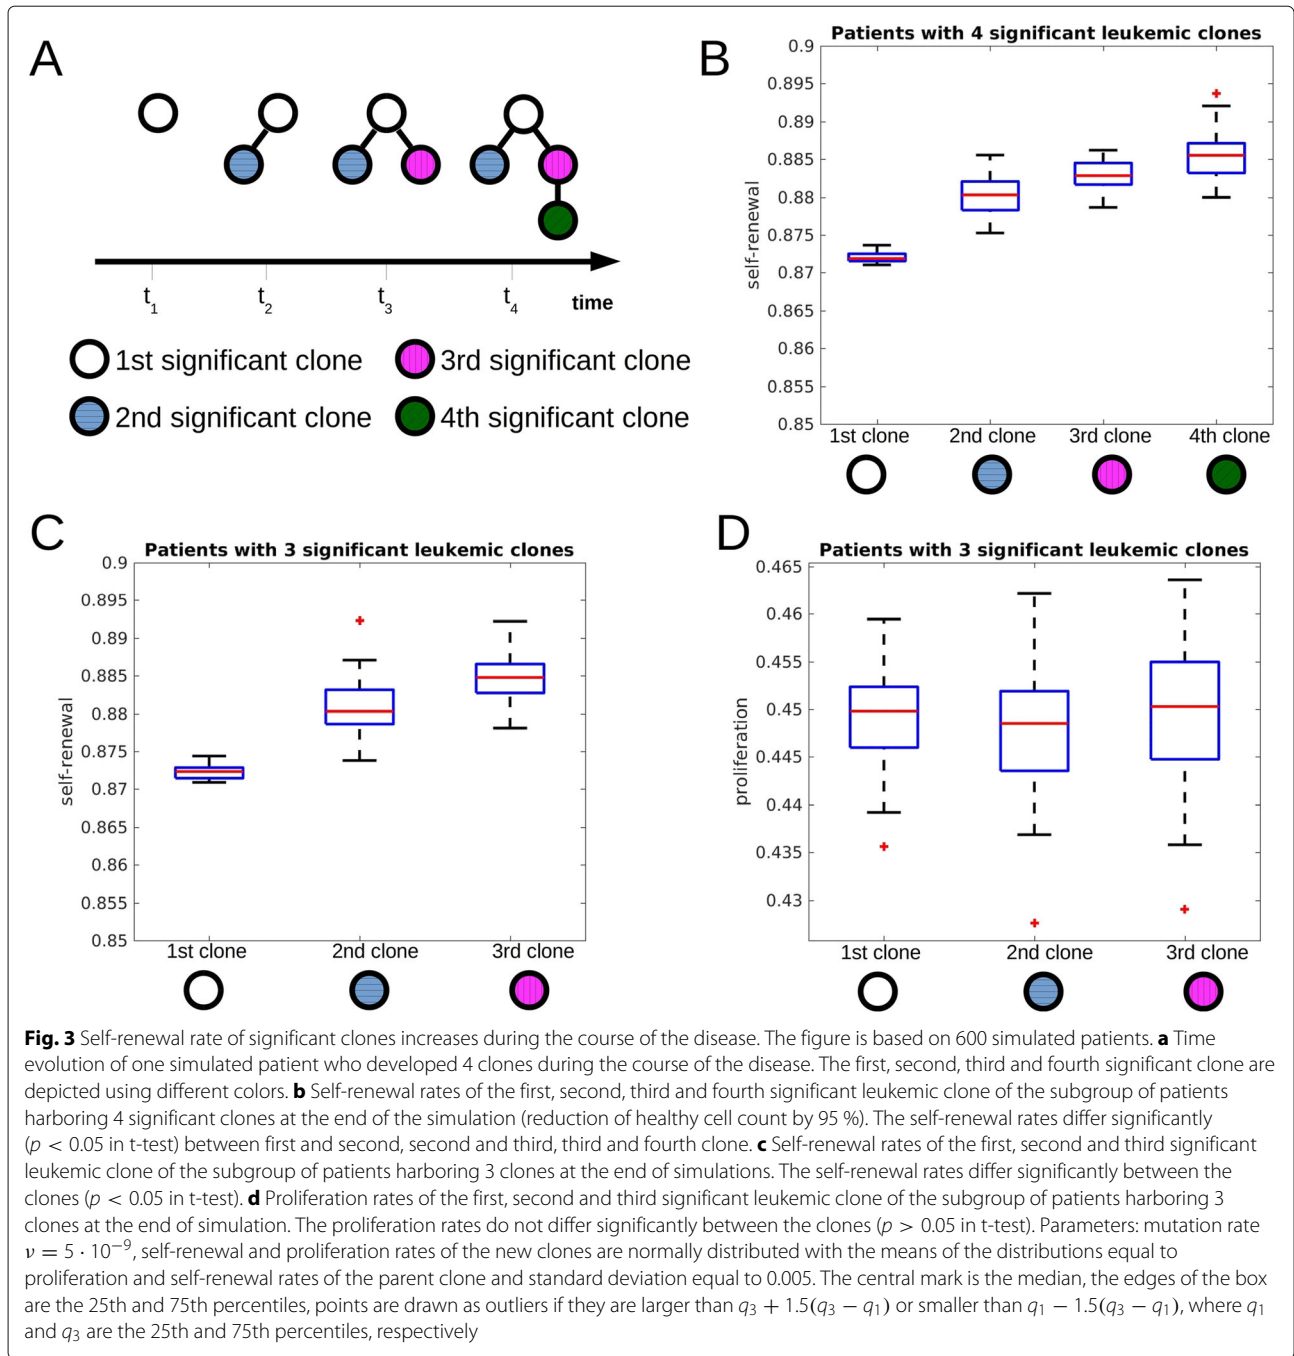 A
t1
t2
t3
t4
time
1st significant clone
3rd significant clone
2nd significant clone
4th significant clone
B
Patients with 4 significant leukemic clones
self-renewal
0.9
0.895
0.89
0.885
0.88
0.875
0.87
0.865
0.86
0.855
0.85
1st clone
2nd clone
3rd clone
4th clone
C
Patients with 3 significant leukemic clones
self-renewal
0.9
0.895
0.89
0.885
0.88
0.875
0.87
0.865
0.86
0.855
0.85
1st clone
2nd clone
3rd clone
D
Patients with 3 significant leukemic clones
proliferation
0.465
0.46
0.455
0.45
0.445
0.44
0.435
0.43
1st clone
2nd clone
3rd clone
Fig. 3 Self-renewal rate of significant clones increases during the course of the disease. The figure is based on 600 simulated patients. a Time
evolution of one simulated patient who developed 4 clones during the course of the disease. The first, second, third and fourth significant clone are
depicted using different colors. b Self-renewal rates of the first, second, third and fourth significant leukemic clone of the subgroup of patients
harboring 4 significant clones at the end of the simulation (reduction of healthy cell count by 95 %). The self-renewal rates differ significantly
(p < 0.05 in t-test) between first and second, second and third, third and fourth clone. c Self-renewal rates of the first, second and third significant
leukemic clone of the subgroup of patients harboring 3 clones at the end of simulations. The self-renewal rates differ significantly between the
clones (p < 0.05 in t-test). d Proliferation rates of the first, second and third significant leukemic clone of the subgroup of patients harboring 3
clones at the end of simulation. The proliferation rates do not differ significantly between the clones (p > 0.05 in t-test). Parameters: mutation rate
ν = 5 · 10⁻⁹, self-renewal and proliferation rates of the new clones are normally distributed with the means of the distributions equal to
proliferation and self-renewal rates of the parent clone and standard deviation equal to 0.005. The central mark is the median, the edges of the box
are the 25th and 75th percentiles, points are drawn as outliers if they are larger than q3 + 1.5(q3 − q1) or smaller than q1 − 1.5(q3 − q1), where q1
and q3 are the 25th and 75th percentiles, respectively